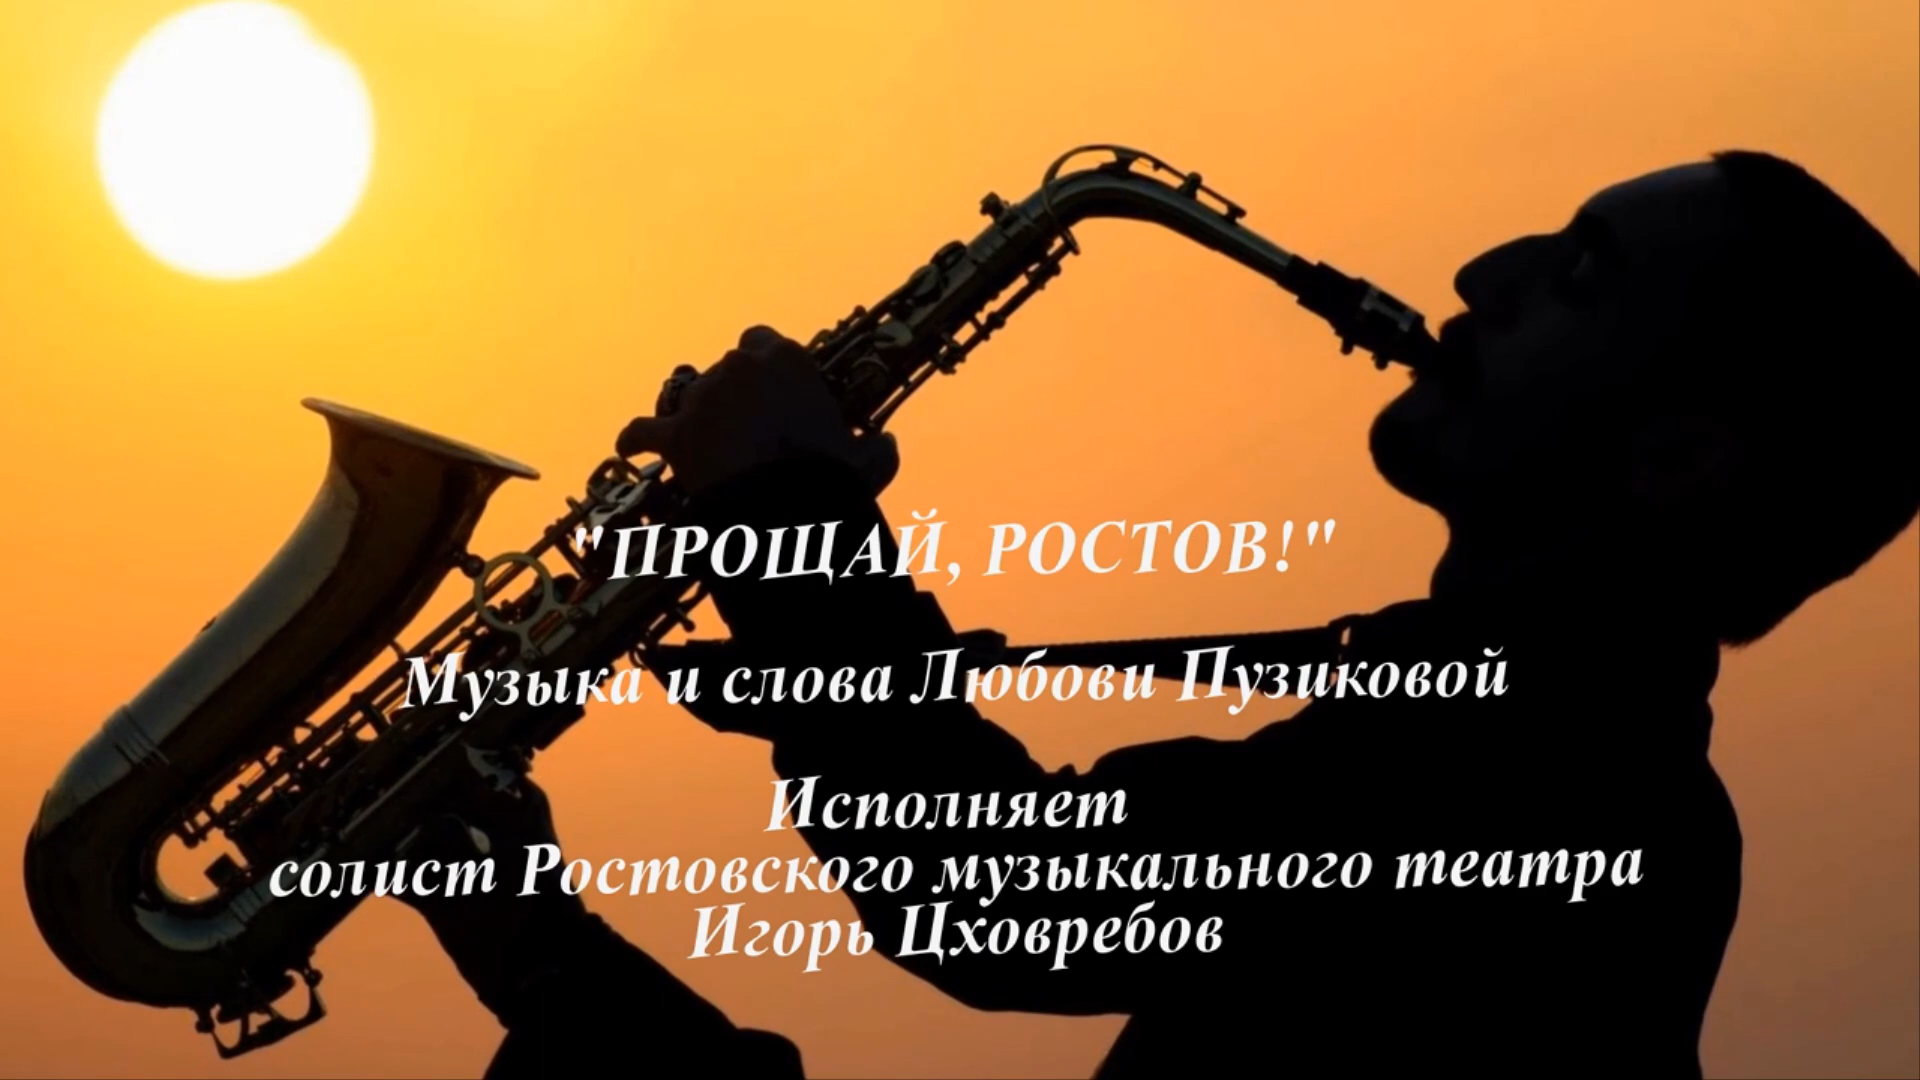 "ПРОЩАЙ, РОСТОВ!"
Музыка и слова Любови Пузиковой
Исполняет
солист Ростовского музыкального театра
Игорь Цховребов